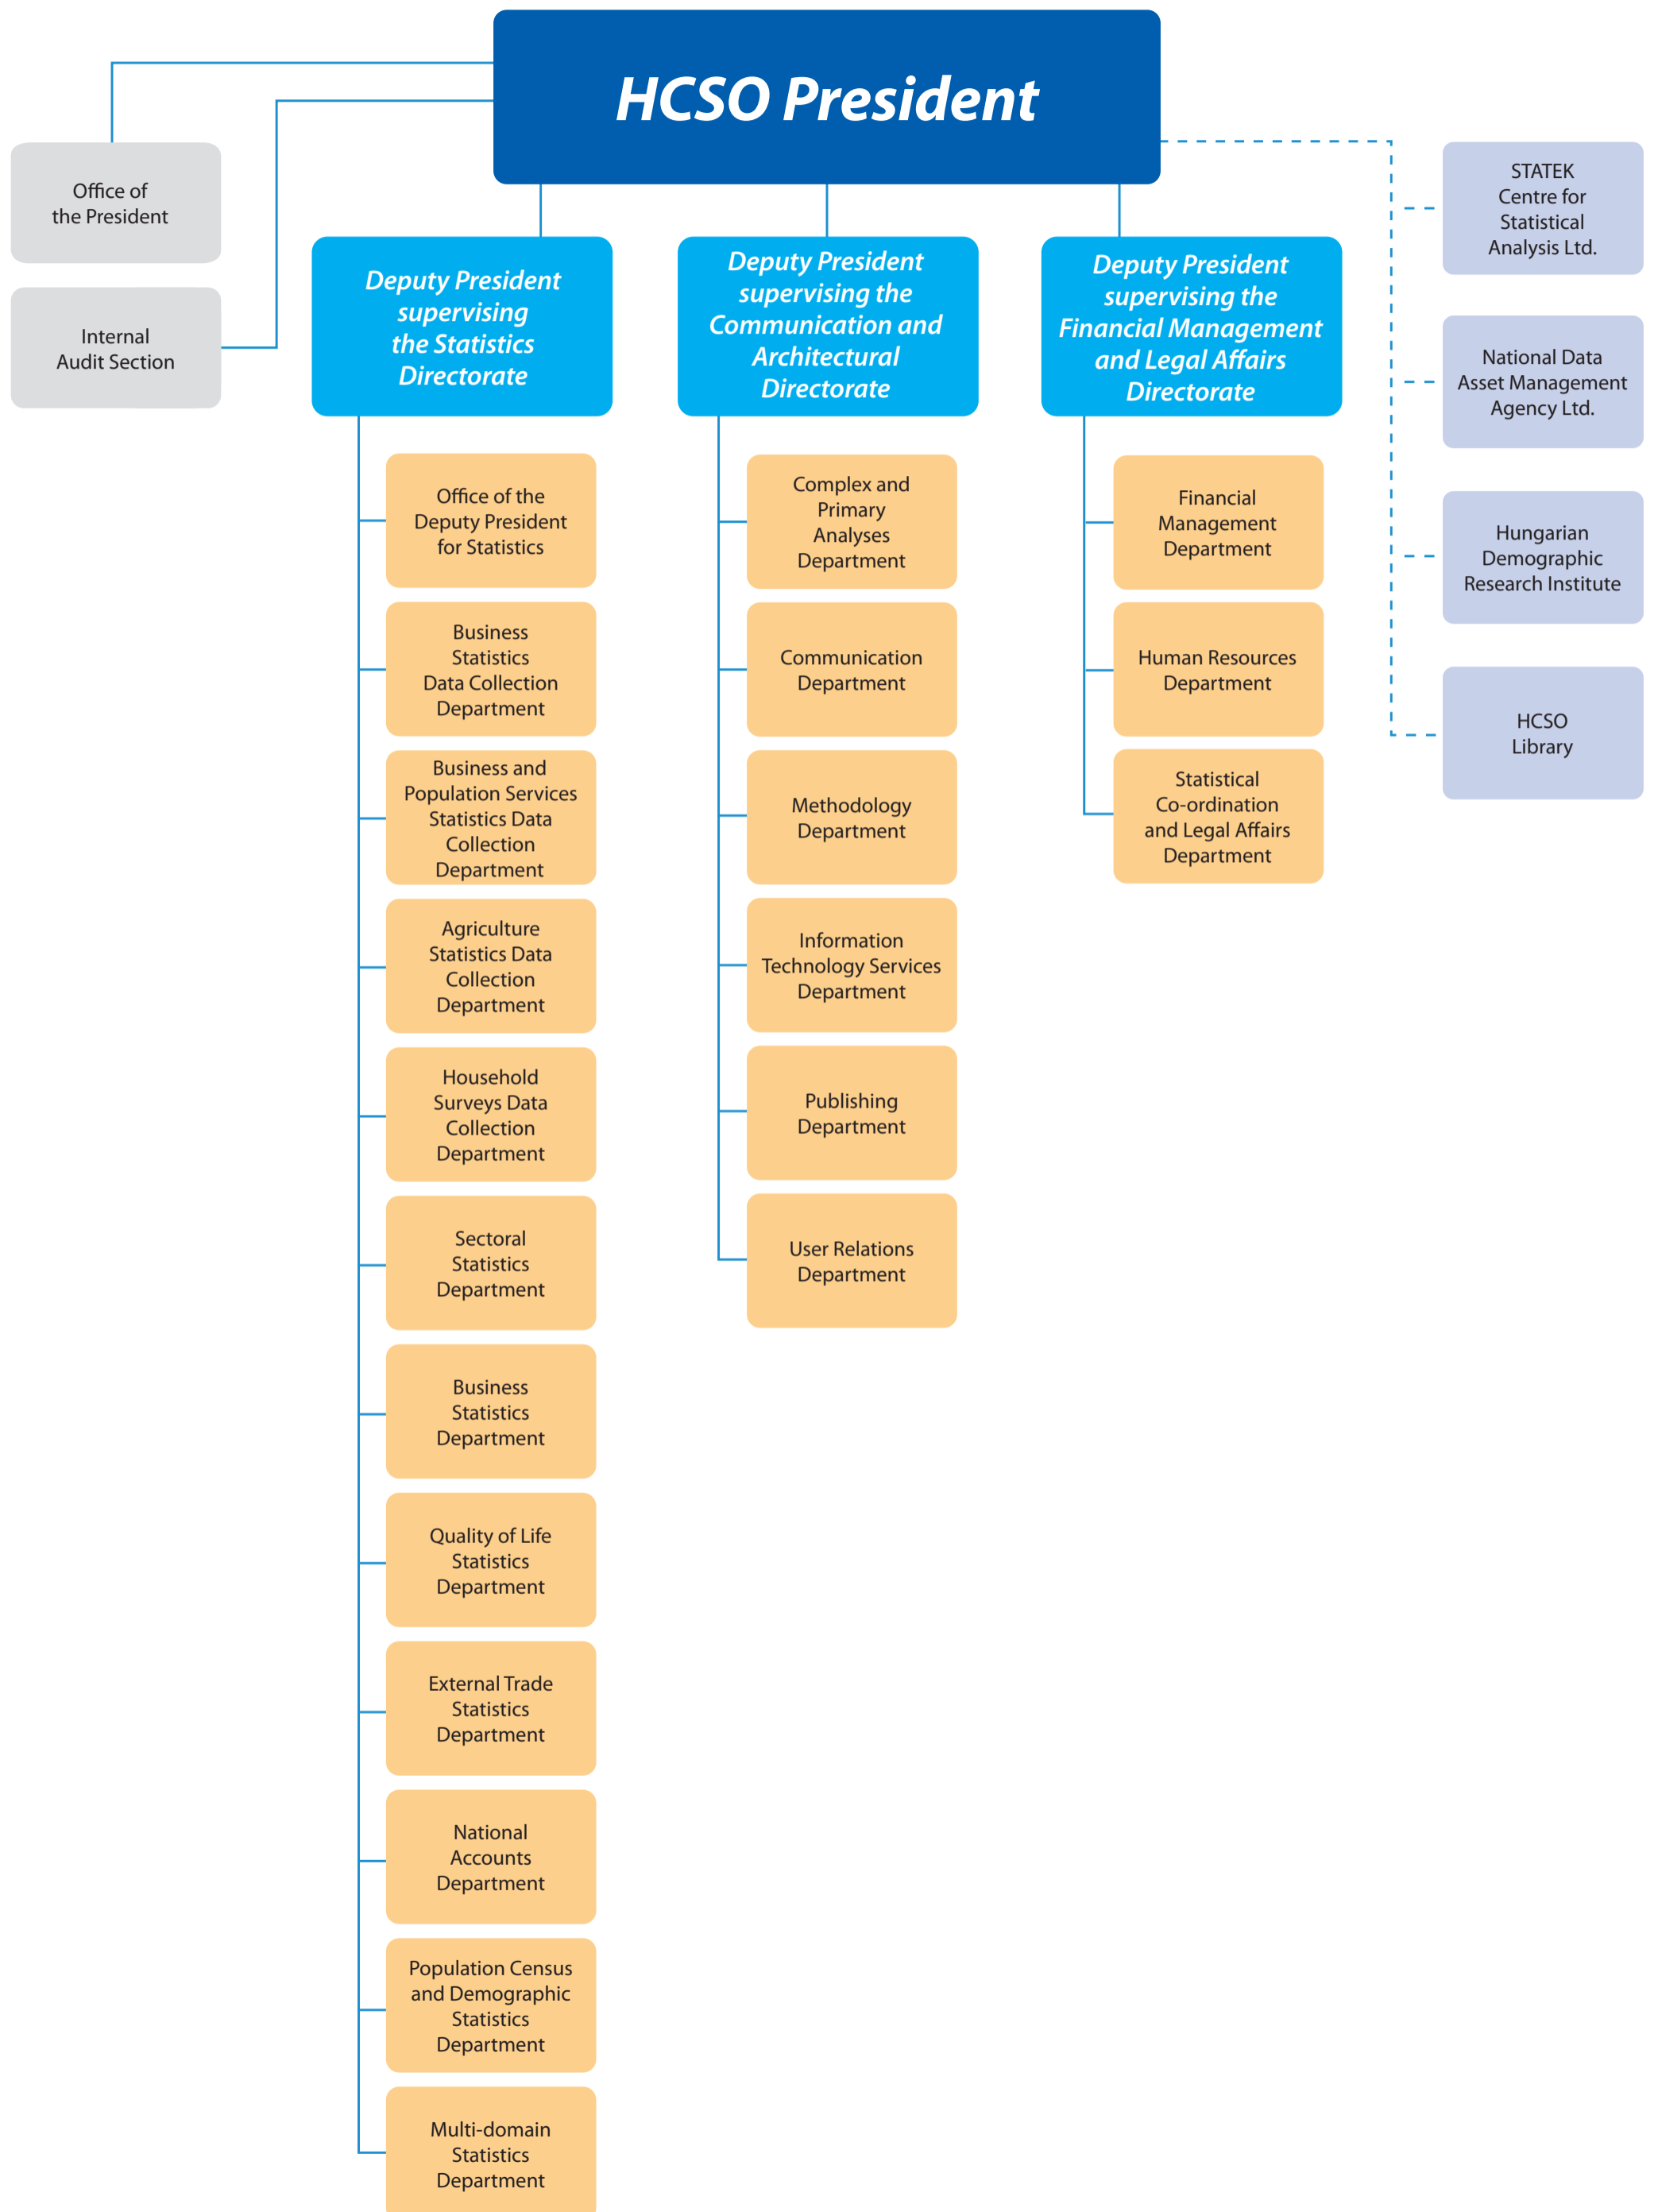 HCSO President
Office of
the President
Internal
Audit Section
Deputy President
supervising
the Statistics
Directorate
Office of the
Deputy President
for Statistics
Business
Statistics
Data Collection
Department
Business and
Population Services
Statistics Data
Collection
Department
Agriculture
Statistics Data
Collection
Department
Household
Surveys Data
Collection
Department
Sectoral
Statistics
Department
Business
Statistics
Department
Quality of Life
Statistics
Department
External Trade
Statistics
Department
National
Accounts
Department
Population Census
and Demographic
Statistics
Department
Multi-domain
Statistics
Department
Deputy President
supervising the
Communication and
Architectural
Directorate
Complex and
Primary
Analyses
Department
Communication
Department
Methodology
Department
Information
Technology Services
Department
Publishing
Department
User Relations
Department
Deputy President
supervising the
Financial Management
and Legal Affairs
Directorate
Financial
Management
Department
Human Resources
Department
Statistical
Co-ordination
and Legal Affairs
Department
STATEK
Centre for
Statistical
Analysis Ltd.
National Data
Asset Management
Agency Ltd.
Hungarian
Demographic
Research Institute
HCSO
Library